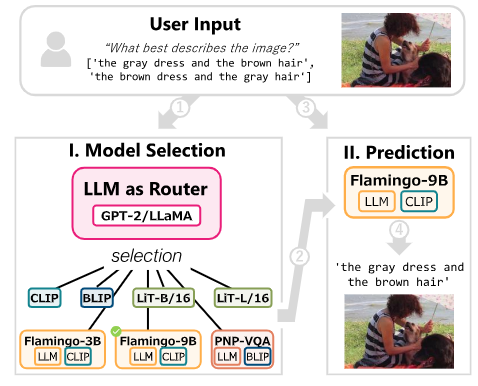 User Input
“What best describes the image?”
['the gray dress and the brown hair',
'the brown dress and the gray hair']
1
3
I. Model Selection
LLM as Router
GPT-2/LLaMA
selection
CLIP
BLIP
LiT-B/16
LiT-L/16
Flamingo-3B
LLM
CLIP
Flamingo-9B
LLM
CLIP
PNP-VQA
LLM
BLIP
2
II. Prediction
Flamingo-9B
LLM
CLIP
4
'the gray dress and
the brown hair'